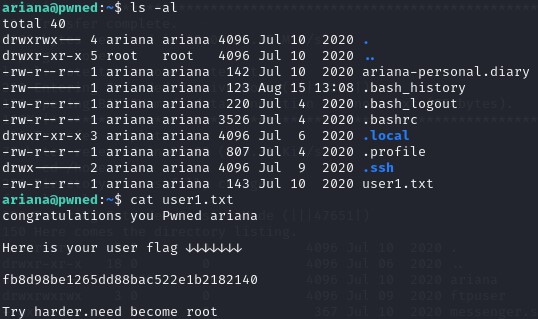 ariana@pwned:~$ ls -al
total 40
drwxrwx--- 4 ariana ariana 4096 Jul 10  2020 .
drwxr-xr-x 5 root   root   4096 Jul 10  2020 ..
-rw-r--r-- 1 ariana ariana  142 Jul 10  2020 ariana-personal.diary
-rw------- 1 ariana ariana  123 Aug 15 13:08 .bash_history
-rw-r--r-- 1 ariana ariana  220 Jul  4  2020 .bash_logout
-rw-r--r-- 1 ariana ariana 3526 Jul  4  2020 .bashrc
drwxr-xr-x 3 ariana ariana 4096 Jul  6  2020 .local
-rw-r--r-- 1 ariana ariana  807 Jul  4  2020 .profile
drwx------ 2 ariana ariana 4096 Jul  9  2020 .ssh
-rw-r--r-- 1 ariana ariana  143 Jul 10  2020 user1.txt
ariana@pwned:~$ cat user1.txt
congratulations you Pwned ariana
Here is your user flag ↓↓↓↓↓↓↓
fb8d98be1265dd88bac522e1b2182140
Try harder.need become root